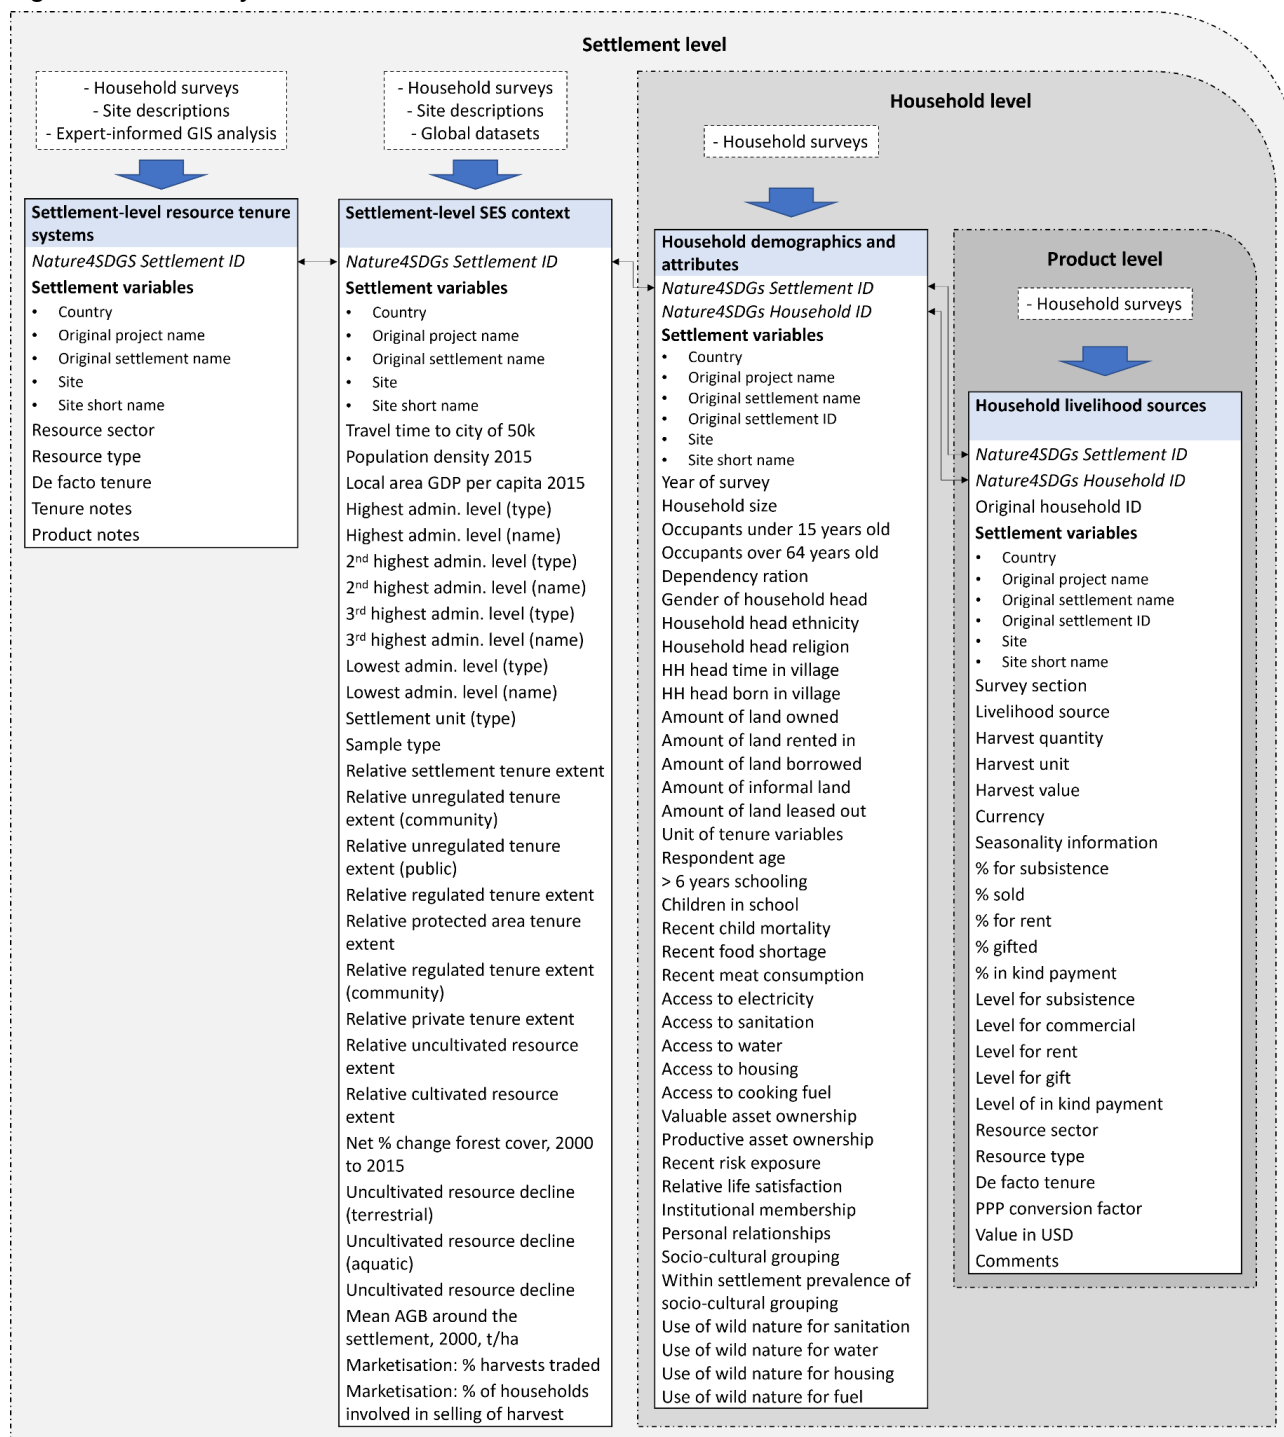 Settlement level
- Household surveys
- Site descriptions
- Expert-informed GIS analysis
Settlement-level resource tenure
systems
Nature4SDGS Settlement ID
Settlement variables
• Country
• Original project name
• Original settlement name
• Site
• Site short name
Resource sector
Resource type
De facto tenure
Tenure notes
Product notes
- Household surveys
- Site descriptions
- Global datasets
Settlement-level SES context
Nature4SDGs Settlement ID
Settlement variables
• Country
• Original project name
• Original settlement name
• Site
• Site short name
Travel time to city of 50k
Population density 2015
Local area GDP per capita 2015
Highest admin. level (type)
Highest admin. level (name)
2nd highest admin. level (type)
2nd highest admin. level (name)
3rd highest admin. level (type)
3rd highest admin. level (name)
Lowest admin. level (type)
Lowest admin. level (name)
Settlement unit (type)
Sample type
Relative settlement tenure extent
Relative unregulated tenure
extent (community)
Relative unregulated tenure
extent (public)
Relative regulated tenure extent
Relative protected area tenure
extent
Relative regulated tenure extent
(community)
Relative private tenure extent
Relative uncultivated resource
extent
Relative cultivated resource
extent
Net % change forest cover, 2000
to 2015
Uncultivated resource decline
(terrestrial)
Uncultivated resource decline
(aquatic)
Uncultivated resource decline
Mean AGB around the
settlement, 2000, t/ha
Marketisation: % harvests traded
Marketisation: % of households
involved in selling of harvest
Household level
- Household surveys
Household demographics and
attributes
Nature4SDGs Settlement ID
Nature4SDGs Household ID
Settlement variables
• Country
• Original project name
• Original settlement name
• Original settlement ID
• Site
• Site short name
Year of survey
Household size
Occupants under 15 years old
Occupants over 64 years old
Dependency ration
Gender of household head
Household head ethnicity
Household head religion
HH head time in village
HH head born in village
Amount of land owned
Amount of land rented in
Amount of land borrowed
Amount of informal land
Amount of land leased out
Unit of tenure variables
Respondent age
> 6 years schooling
Children in school
Recent child mortality
Recent food shortage
Recent meat consumption
Access to electricity
Access to sanitation
Access to water
Access to housing
Access to cooking fuel
Valuable asset ownership
Productive asset ownership
Recent risk exposure
Relative life satisfaction
Institutional membership
Personal relationships
Socio-cultural grouping
Within settlement prevalence of
socio-cultural grouping
Use of wild nature for sanitation
Use of wild nature for water
Use of wild nature for housing
Use of wild nature for fuel
Product level
- Household surveys
Household livelihood sources
Nature4SDGs Settlement ID
Nature4SDGs Household ID
Original household ID
Settlement variables
• Country
• Original project name
• Original settlement name
• Original settlement ID
• Site
• Site short name
Survey section
Livelihood source
Harvest quantity
Harvest unit
Harvest value
Currency
Seasonality information
% for subsistence
% sold
% for rent
% gifted
% in kind payment
Level for subsistence
Level for commercial
Level for rent
Level for gift
Level of in kind payment
Resource sector
Resource type
De facto tenure
PPP conversion factor
Value in USD
Comments